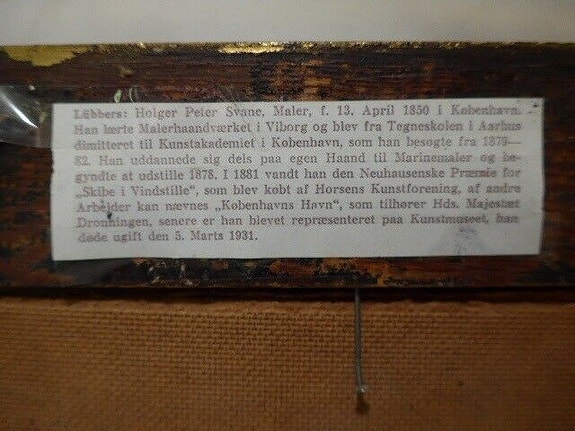 Lübbers: Holger Peter Svane, Maler, f. 13. April 1850 i København.
Han lærte Malerhaandværket i Viborg og blev fra Tegneskolen i Aarhus
dimitteret til Kunstakademiet i København, som han besøgte fra 1879—
82. Han uddannede sig dels paa egen Haand til Marinemaler og be-
gyndte at udstille 1878. I 1881 vandt han den Neuhausenske Præmie for
„Skibe i Vindstille“, som blev købt af Horsens Kunstforening, af andre
Arbejder kan nævnes „Københavns Havn“, som tilhører Hds. Majestæt
Dronningen, senere er han blevet repræsenteret paa Kunstmuseet, han
døde ugift den 5. Marts 1931.